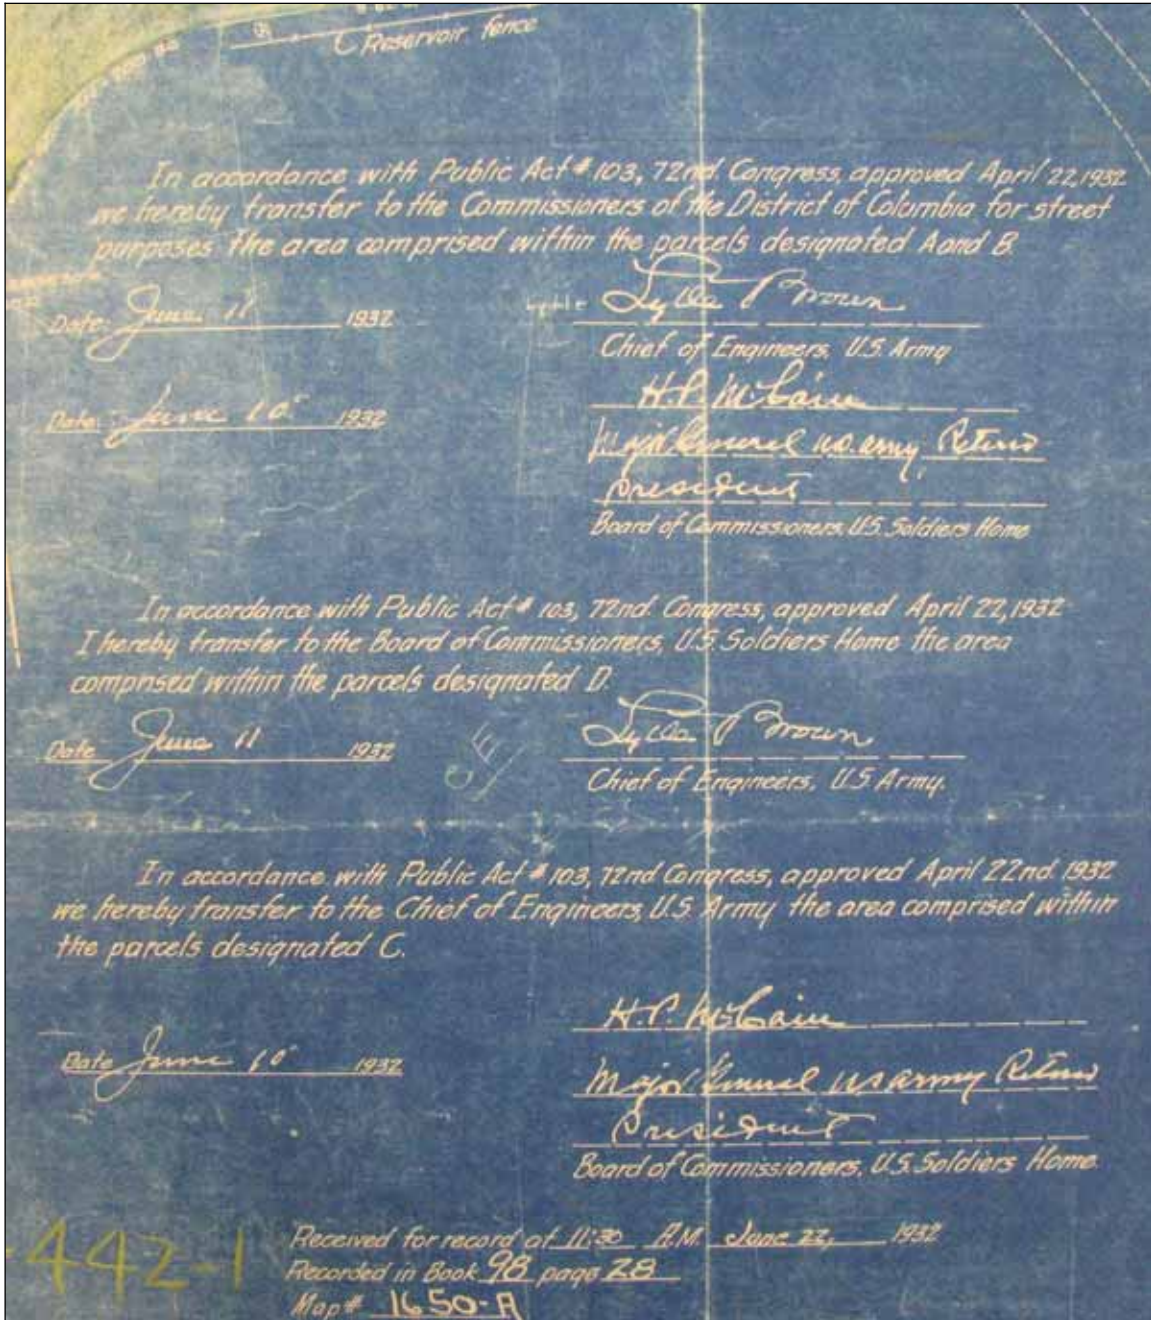 Reservoir fence
In accordance with Public Act # 103, 72nd. Congress, approved April 22, 1932
we hereby transfer to the Commissioners of the District of Columbia for street
purposes the area comprised within the parcels designated A and B.
Date: June 11 1932
Lytle Brown
Chief of Engineers, U.S. Army
Date: June 10" 1932
H.P. McCain
Major General U.S. Army, Retired
President
Board of Commissioners, U.S. Soldiers Home
In accordance with Public Act # 103, 72nd. Congress, approved April 22, 1932
I hereby transfer to the Board of Commissioners, U.S. Soldiers Home the area
comprised within the parcels designated D.
Date June 11 1932
Lytle Brown
Chief of Engineers, U.S. Army.
In accordance with Public Act # 103, 72nd Congress, approved April 22nd. 1932
we hereby transfer to the Chief of Engineers, U.S. Army the area comprised within
the parcels designated C.
H.P. McCain
Date June 10" 1932
Major General US Army Retired
President
Board of Commissioners, U.S. Soldiers Home.
-442-1
Received for record at 11:30 A.M. June 22, 1932
Recorded in Book 98 page 28
Map # 1650-A